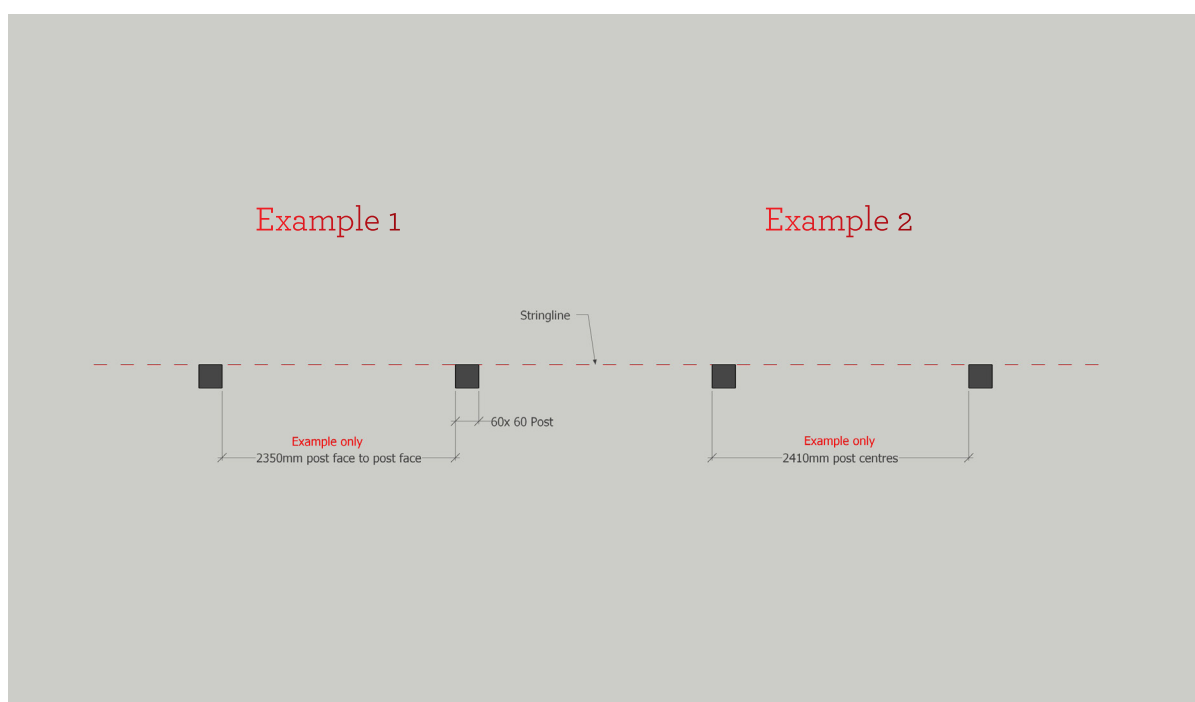 Example 1
Example 2
Stringline
60x 60 Post
Example only
2350mm post face to post face
Example only
2410mm post centres